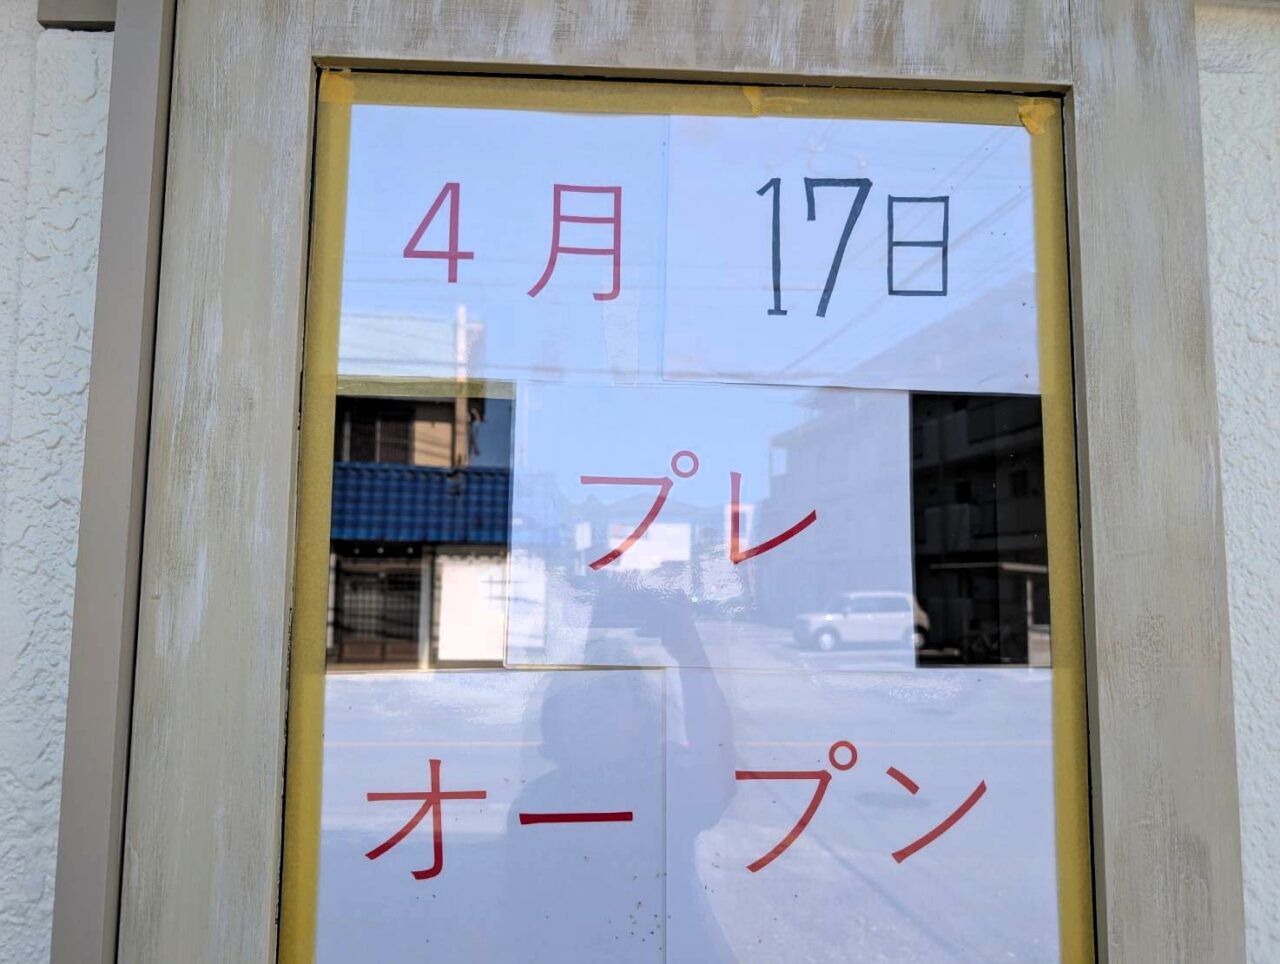 4月 17日
プレ
オープン